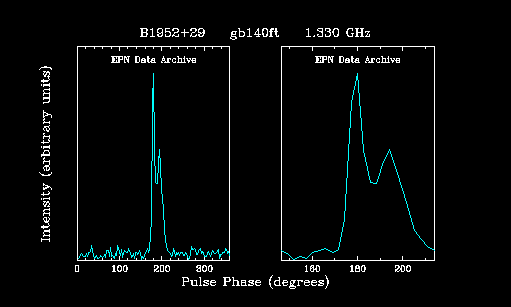 B1952+29 gb140ft 1.330 GHz
EPN Data Archive EPN Data Archive
Intensity (arbitrary units)
0 100 200 300 160 180 200
Pulse Phase (degrees)